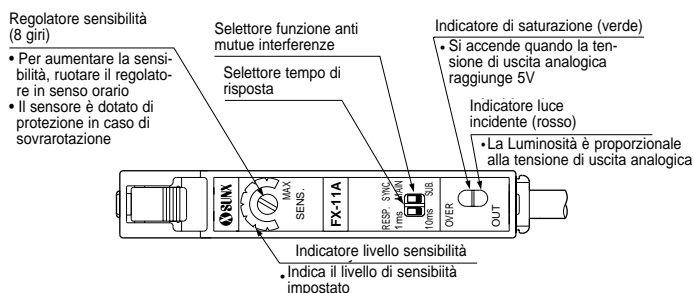 Regolatore sensibilità
(8 giri)
• Per aumentare la sensi-
bilità, ruotare il regolato-
re in senso orario
• Il sensore è dotato di
protezione in caso di
sovrarotazione
Selettore funzione anti
mutue interferenze
Selettore tempo di
risposta
Indicatore di saturazione (verde)
• Si accende quando la ten-
sione di uscita analogica
raggiunge 5V
Indicatore luce
incidente (rosso)
• La Luminosità è proporzionale
alla tensione di uscita analogica
SUNX
MAX
SENS.
FX-11A
RESP. SYNC.
1ms MAIN
10ms SUB.
OVER
OUT
Indicatore livello sensibilità
• Indica il livello di sensibiità
impostato